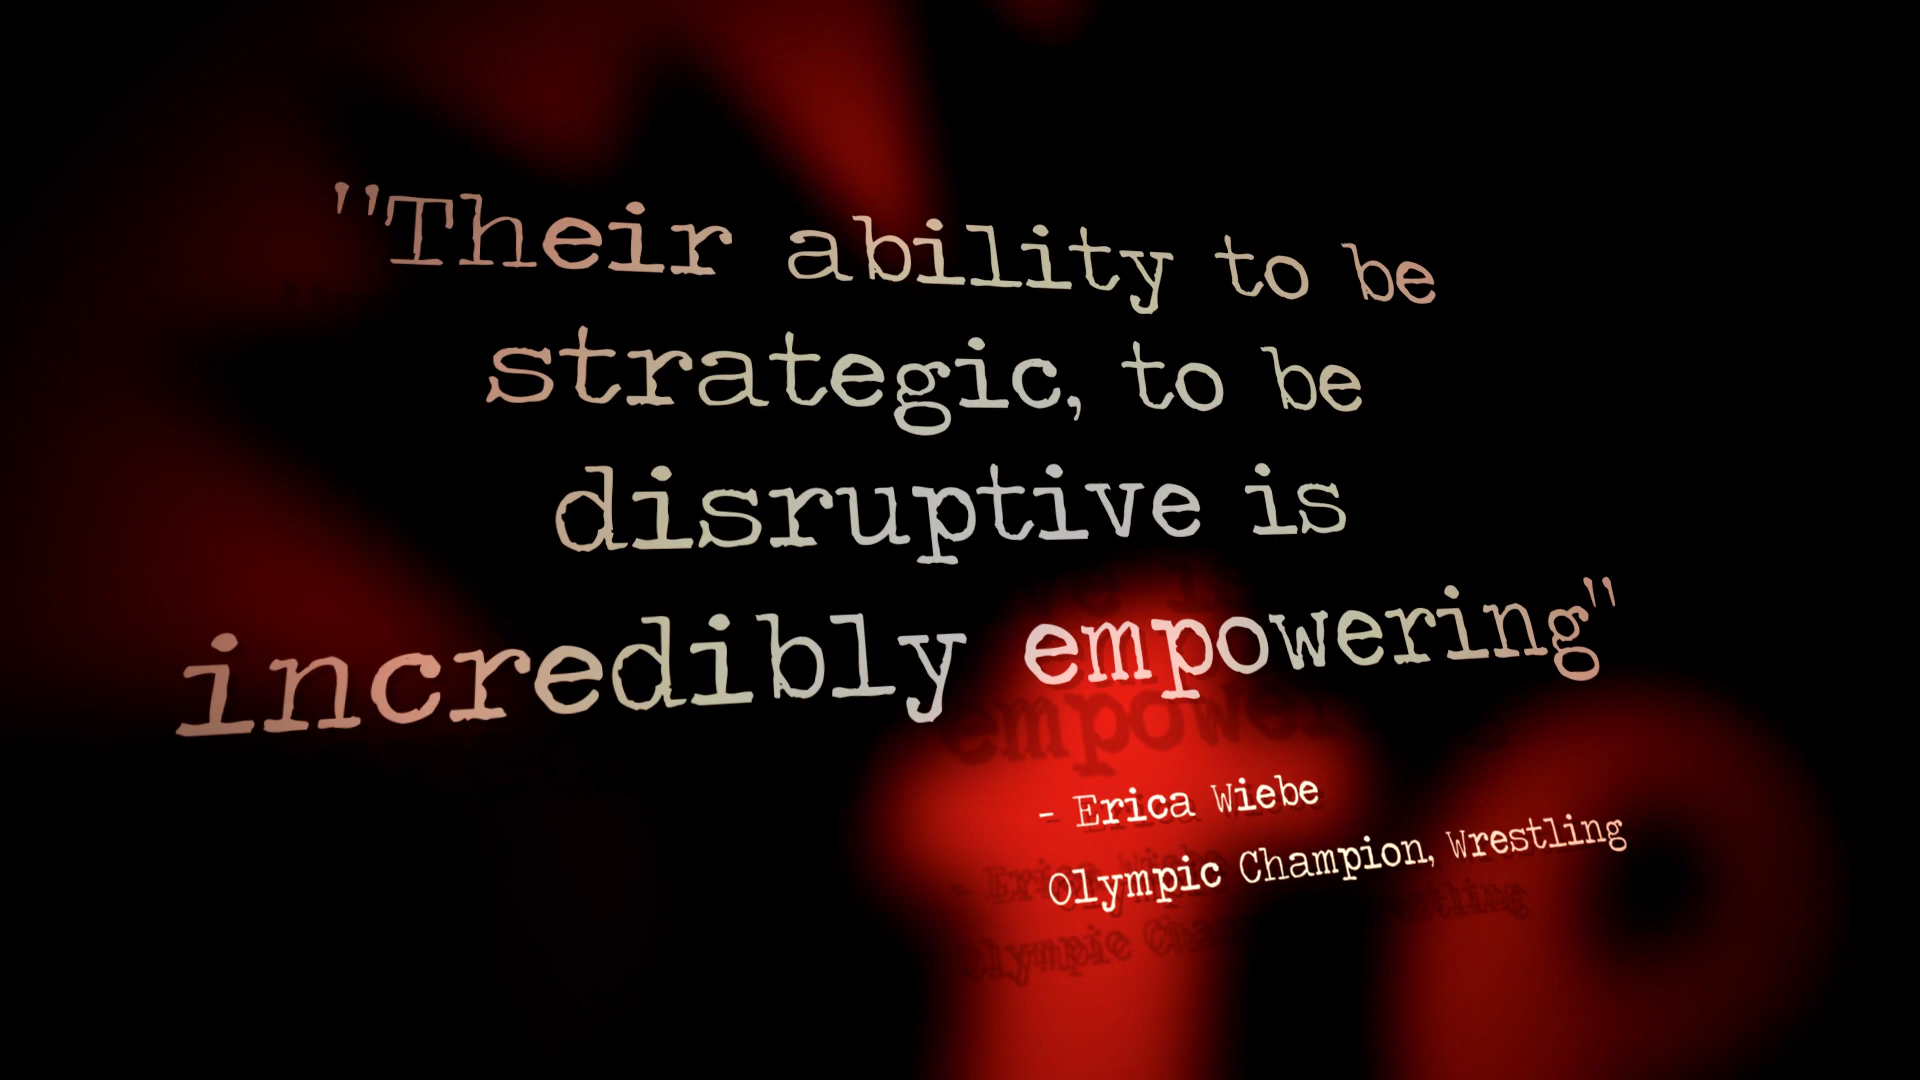 "Their ability to be
strategic, to be
disruptive is
incredibly empowering"
- Erica Wiebe
Olympic Champion, Wrestling